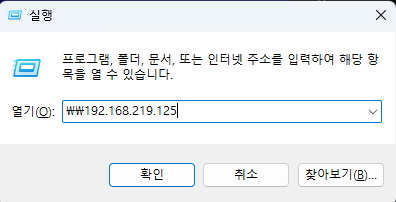 실행
프로그램, 폴더, 문서, 또는 인터넷 주소를 입력하여 해당 항
목을 열 수 있습니다.
열기(O): ₩₩192.168.219.125
확인 취소 찾아보기(B)...